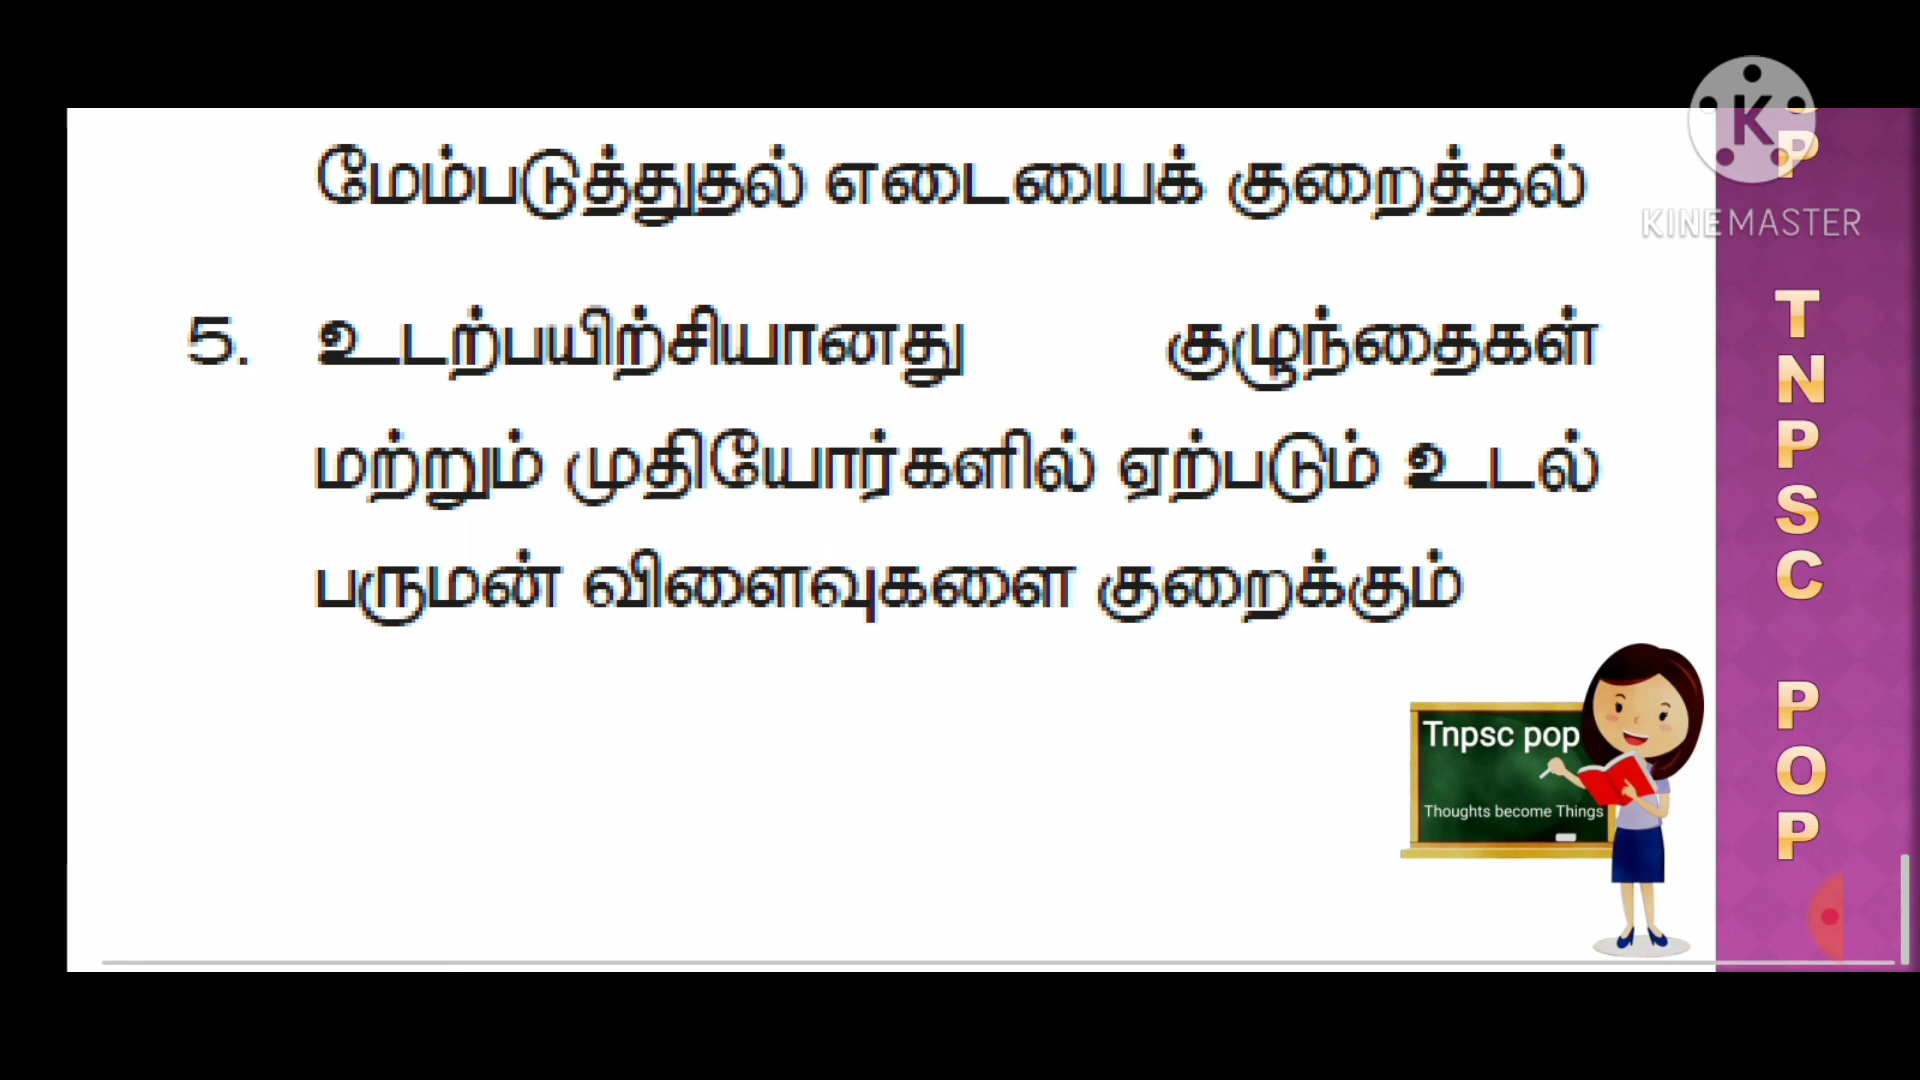 மேம்படுத்துதல் எடையைக் குறைத்தல்
5. உடற்பயிற்சியானது குழுந்தைகள்
மற்றும் முதியோர்களில் ஏற்படும் உடல்
பருமன் விளைவுகளை குறைக்கும்
K
KINEMASTER
P
TNPSC
POP
Tnpsc pop
Thoughts become Things